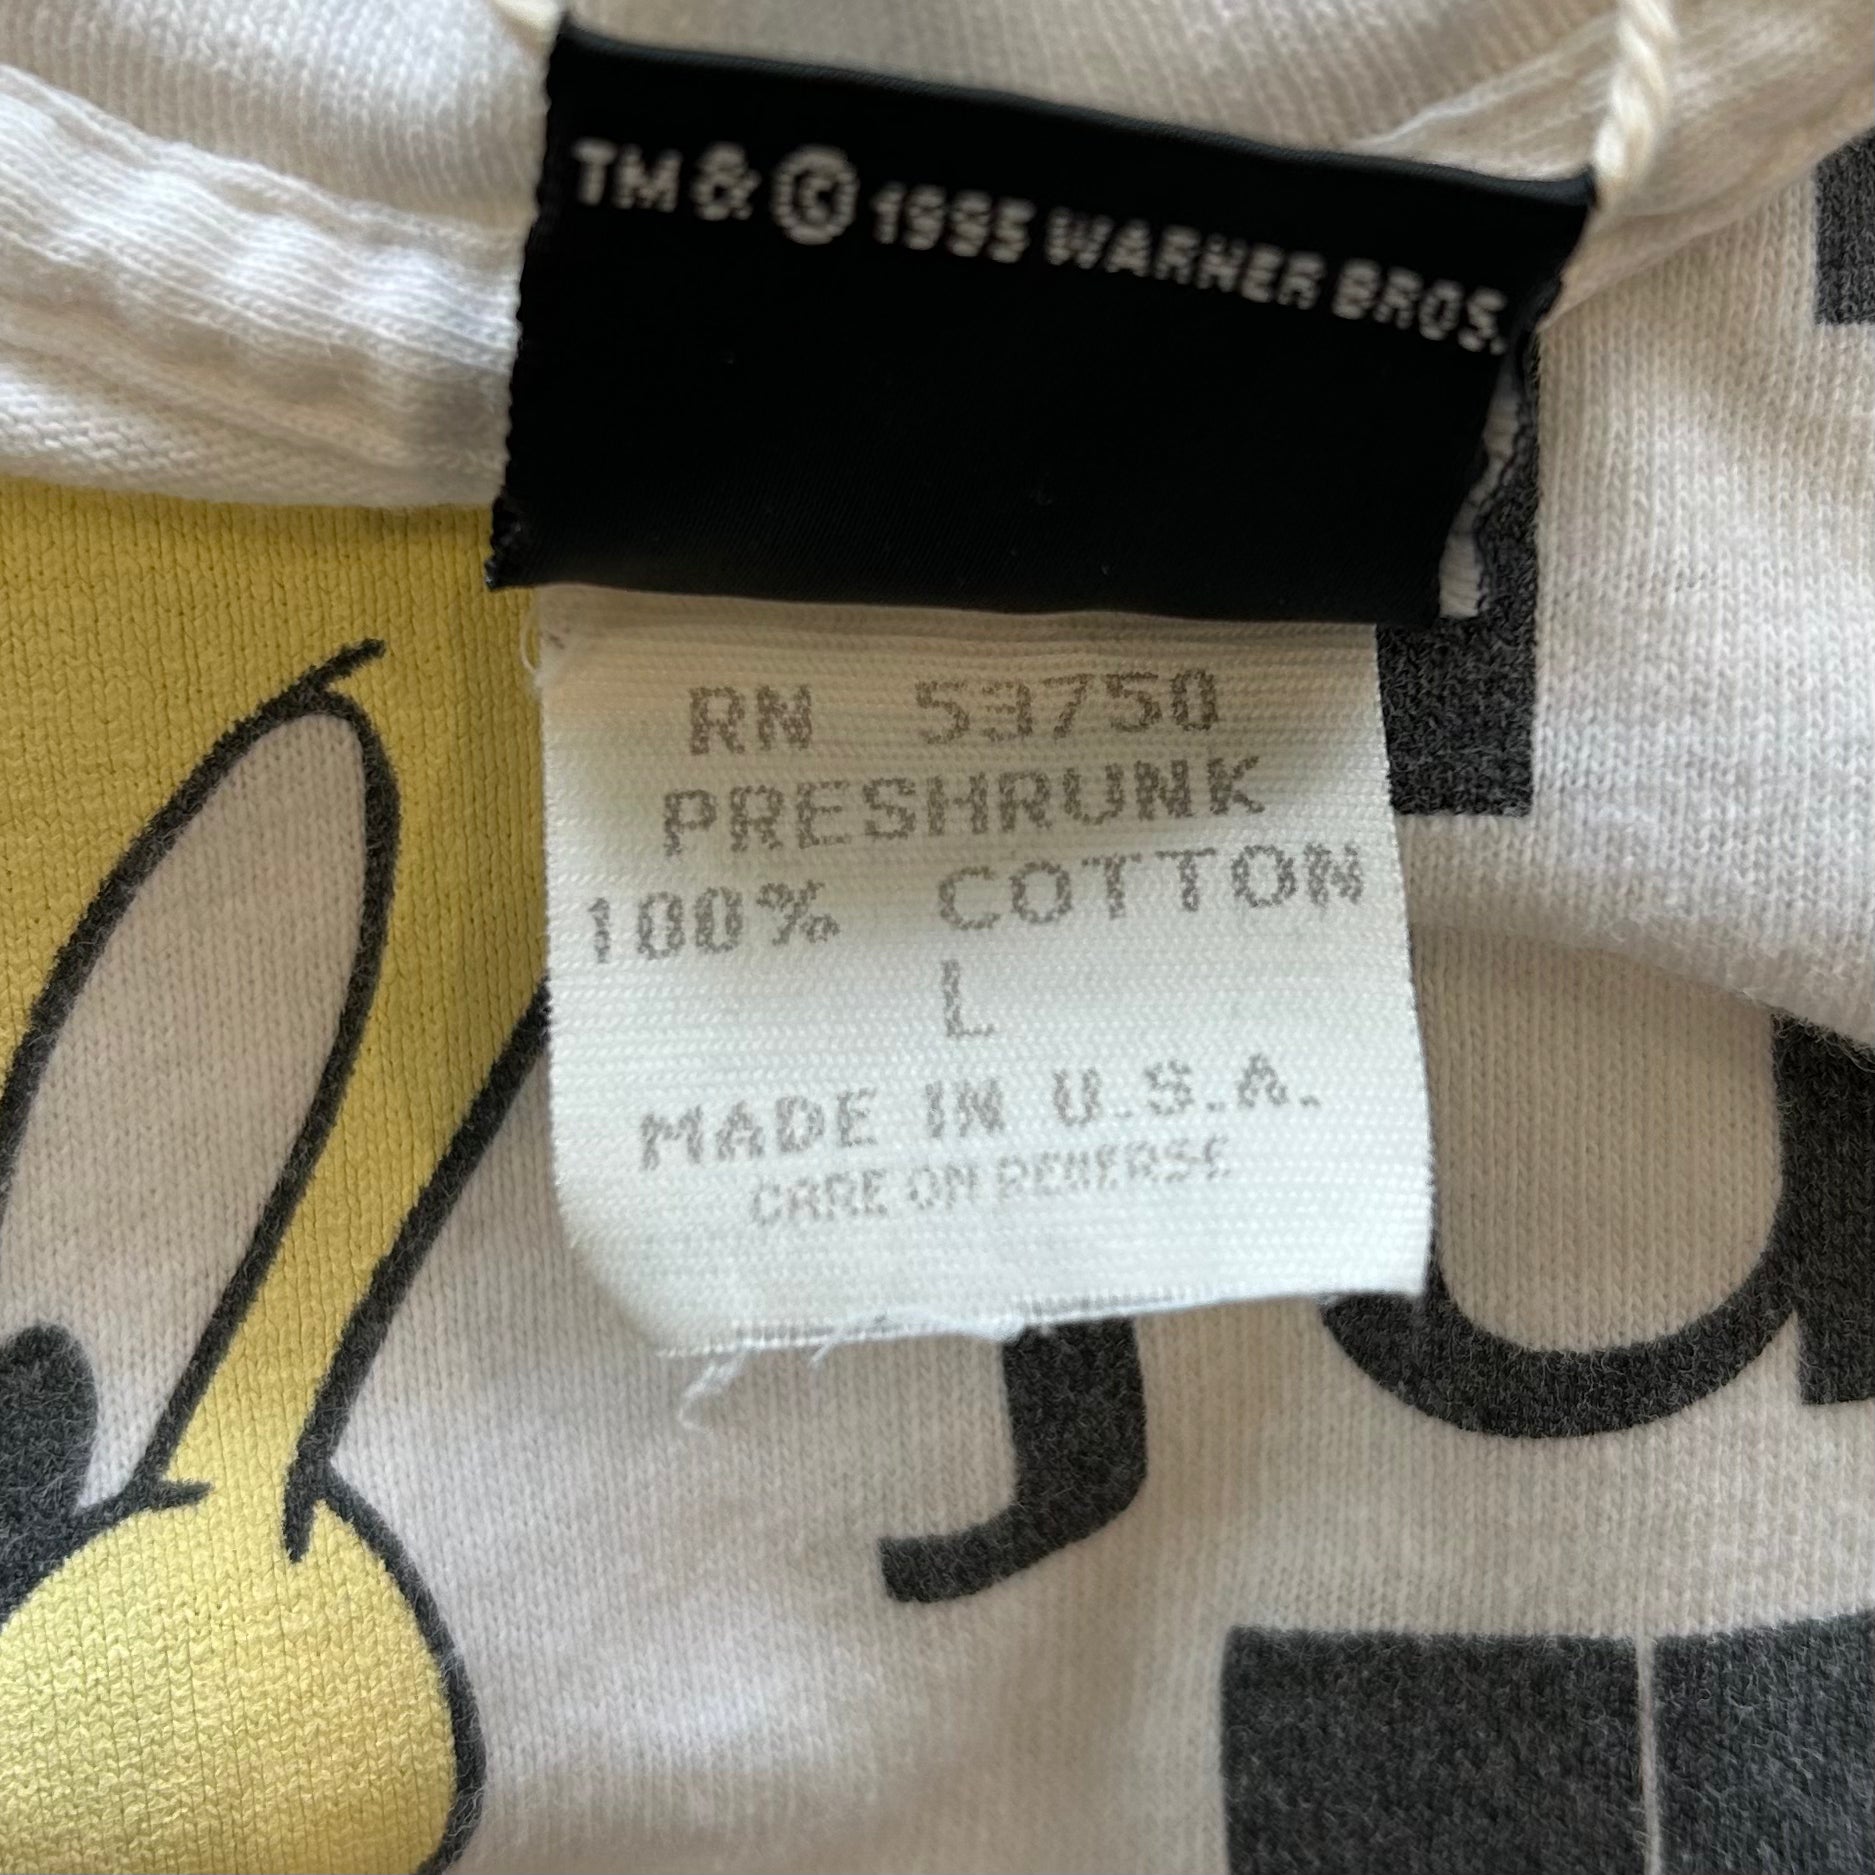 TM & © 1995 WARNER BROS.
RN 53750
PRESHRUNK
100% COTTON
L
MADE IN U.S.A.
CARE ON REVERSE